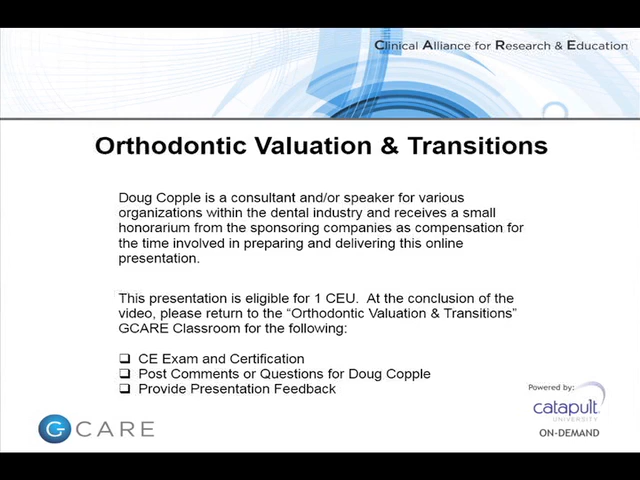 Clinical Alliance for Research & Education
Orthodontic Valuation & Transitions
Doug Copple is a consultant and/or speaker for various
organizations within the dental industry and receives a small
honorarium from the sponsoring companies as compensation for
the time involved in preparing and delivering this online
presentation.
This presentation is eligible for 1 CEU.  At the conclusion of the
video, please return to the “Orthodontic Valuation & Transitions”
GCARE Classroom for the following:
❑ CE Exam and Certification
❑ Post Comments or Questions for Doug Copple
❑ Provide Presentation Feedback
G CARE
Powered by:
catapult
UNIVERSITY
ON-DEMAND